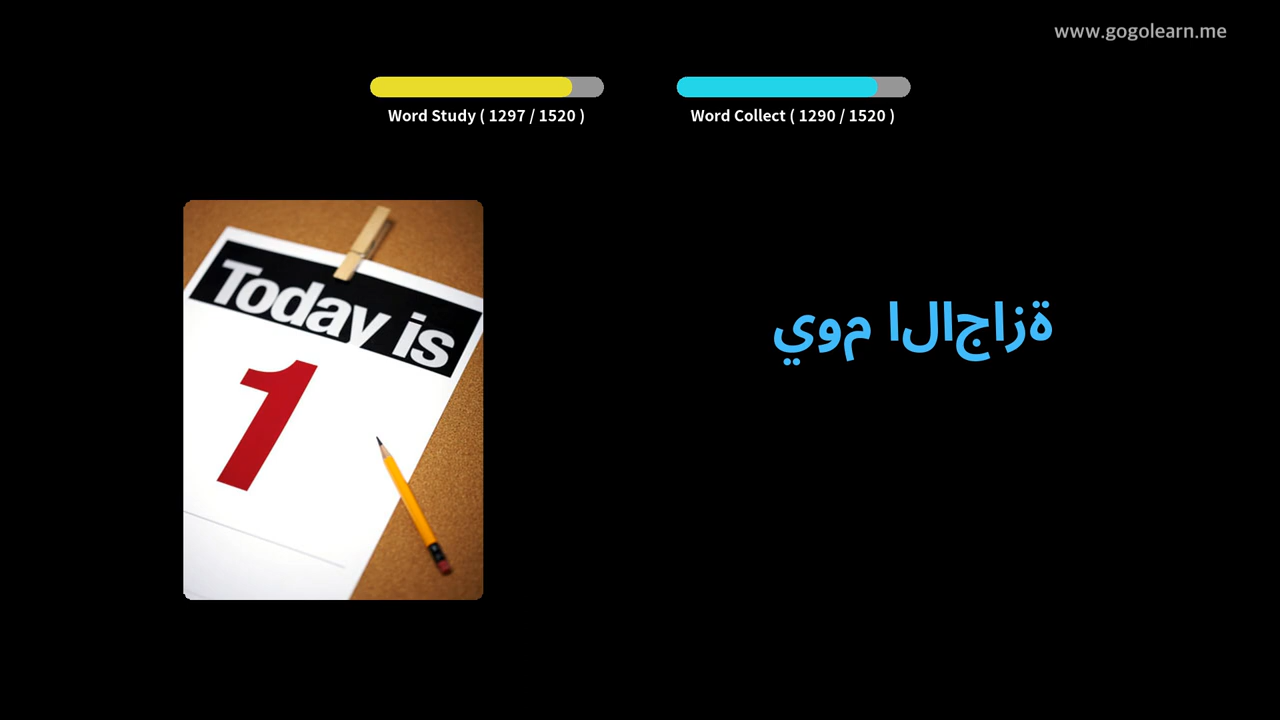 www.gogolearn.me
Word Study ( 1297 / 1520 )
Word Collect ( 1290 / 1520 )
Today is
1
يوم الاجازة